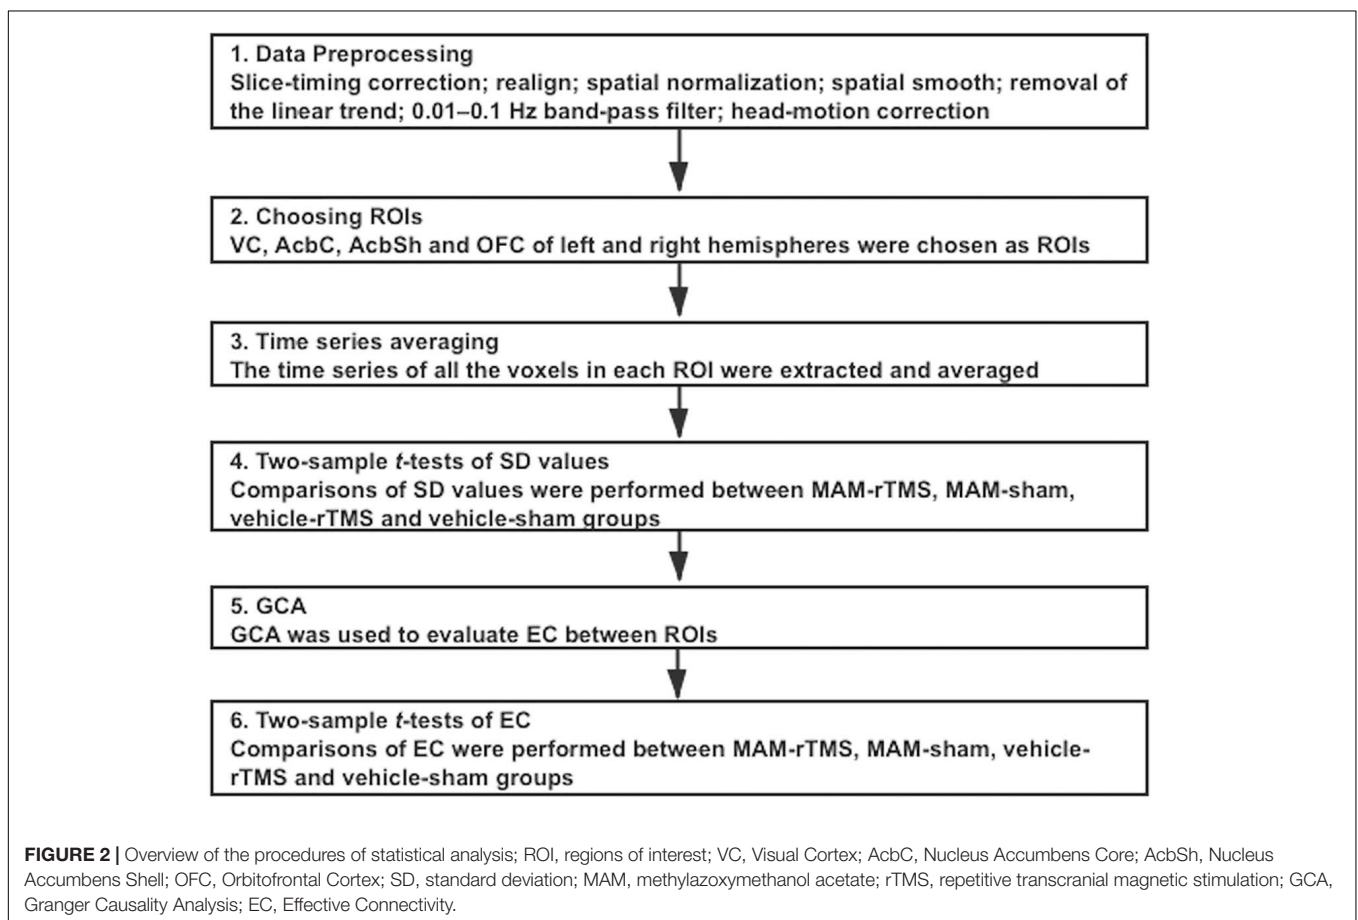 1. Data Preprocessing
Slice-timing correction; realign; spatial normalization; spatial smooth; removal of
the linear trend; 0.01–0.1 Hz band-pass filter; head-motion correction
2. Choosing ROIs
VC, AcbC, AcbSh and OFC of left and right hemispheres were chosen as ROIs
3. Time series averaging
The time series of all the voxels in each ROI were extracted and averaged
4. Two-sample t-tests of SD values
Comparisons of SD values were performed between MAM-rTMS, MAM-sham,
vehicle-rTMS and vehicle-sham groups
5. GCA
GCA was used to evaluate EC between ROIs
6. Two-sample t-tests of EC
Comparisons of EC were performed between MAM-rTMS, MAM-sham, vehicle-
rTMS and vehicle-sham groups
FIGURE 2 | Overview of the procedures of statistical analysis; ROI, regions of interest; VC, Visual Cortex; AcbC, Nucleus Accumbens Core; AcbSh, Nucleus
Accumbens Shell; OFC, Orbitofrontal Cortex; SD, standard deviation; MAM, methylazoxymethanol acetate; rTMS, repetitive transcranial magnetic stimulation; GCA,
Granger Causality Analysis; EC, Effective Connectivity.